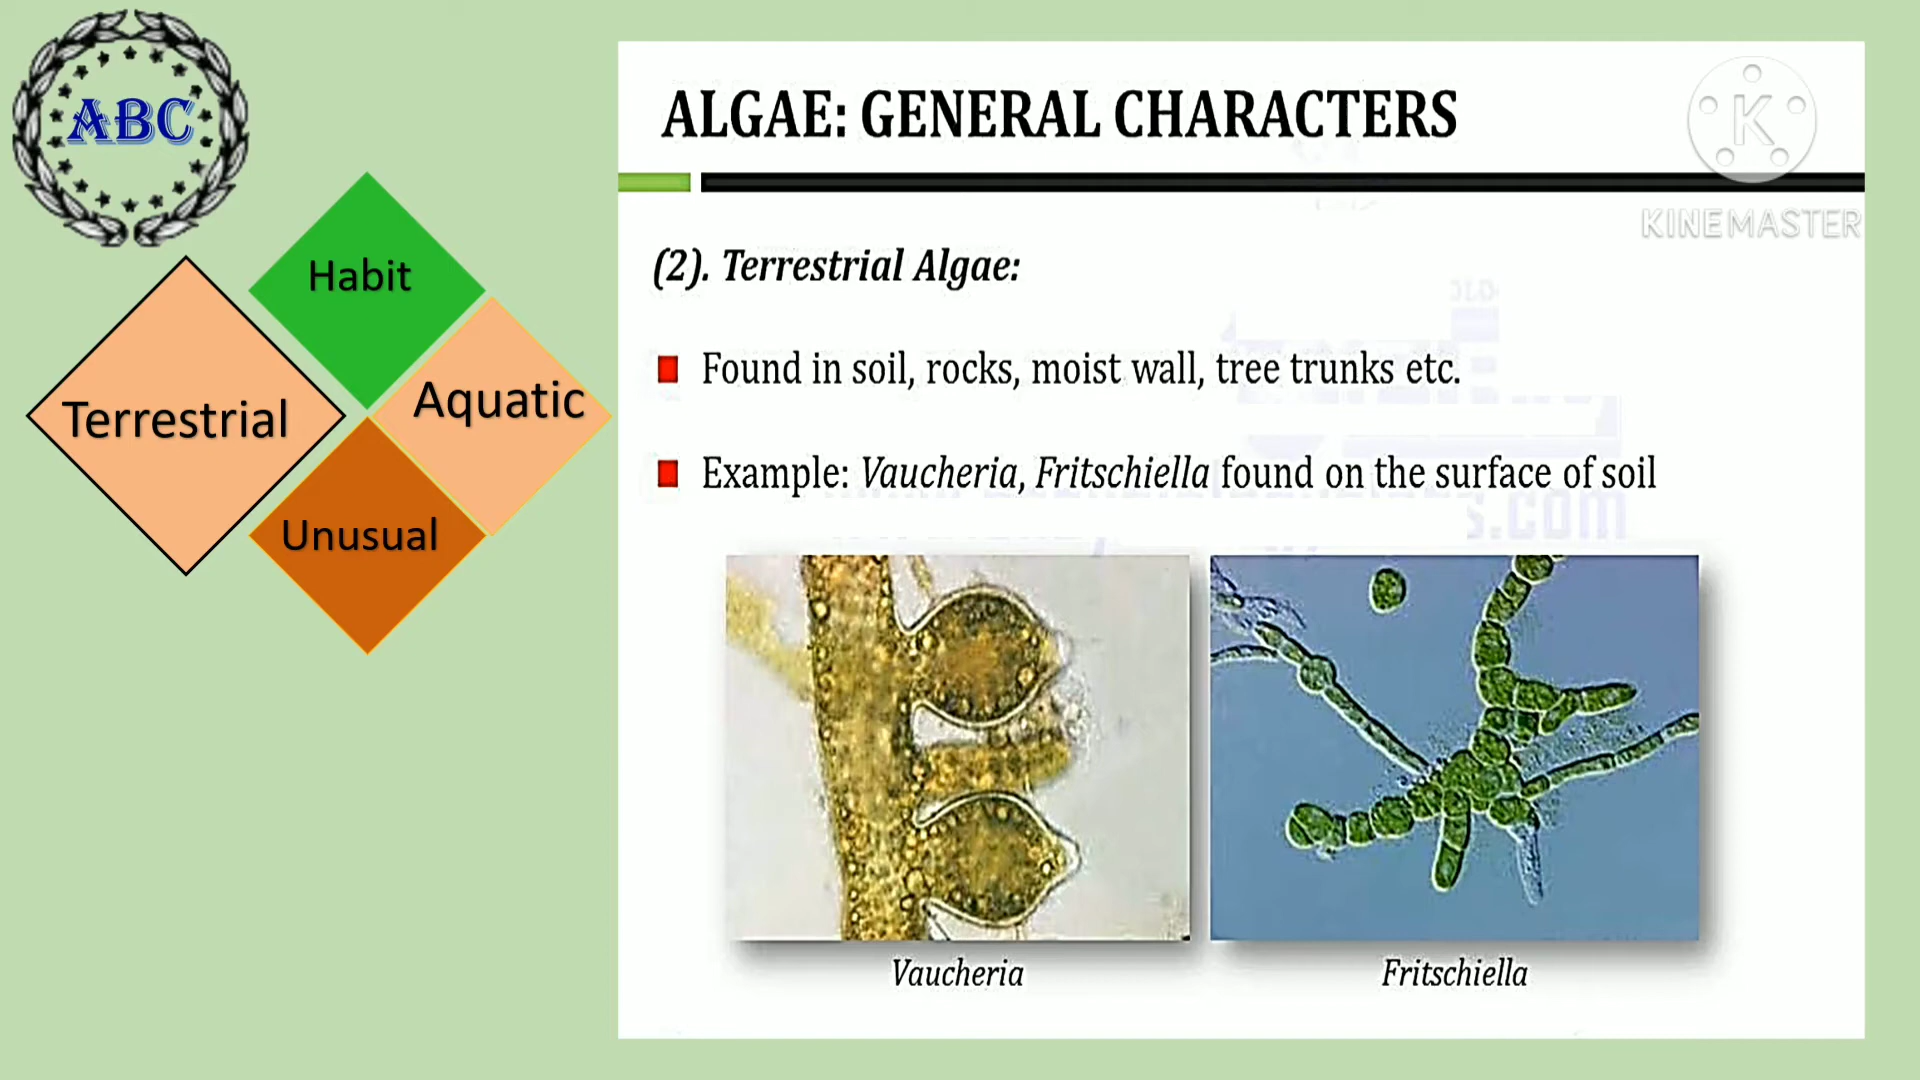 ABC
Habit
Terrestrial
Aquatic
Unusual
ALGAE: GENERAL CHARACTERS
K
KINEMASTER
(2). Terrestrial Algae:
Found in soil, rocks, moist wall, tree trunks etc.
Example: Vaucheria, Fritschiella found on the surface of soil
s.com
Vaucheria
Fritschiella